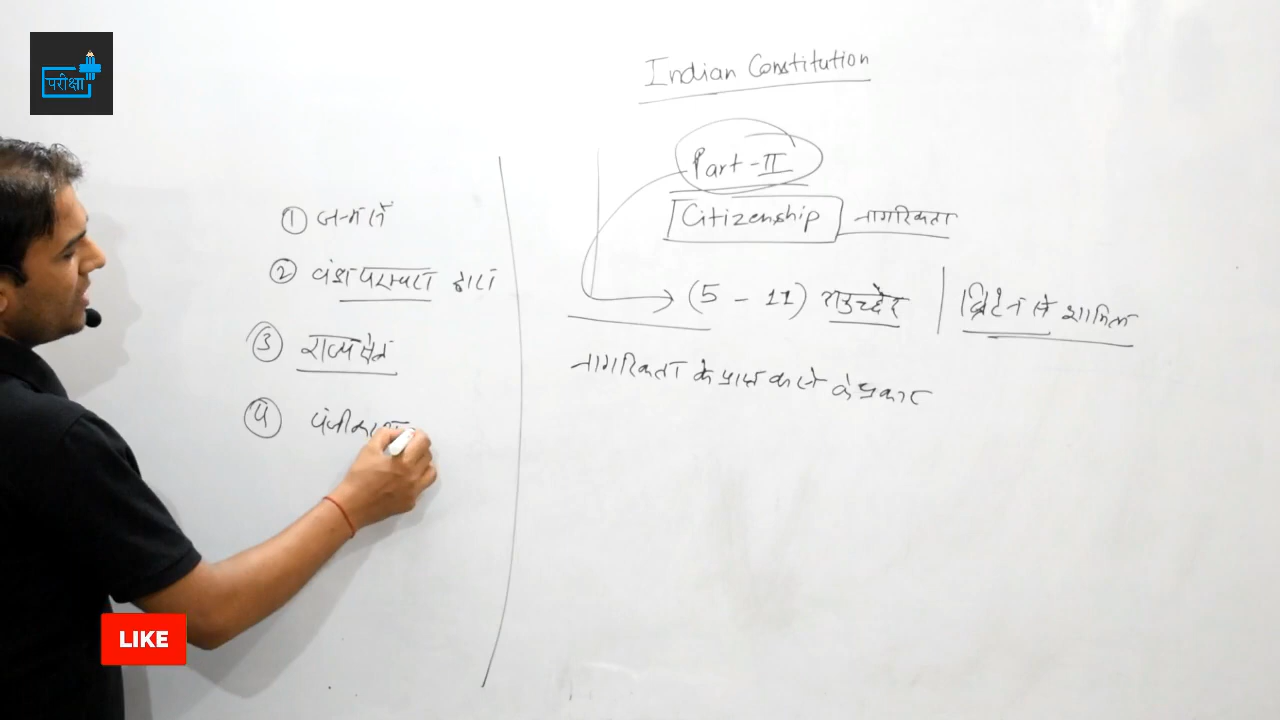 परीक्षा
Indian Constitution
Part - II
Citizenship नागरिकता
(5 - 11) अनुच्छेद | ब्रिटेन से शामिल
नागरिकता के प्राप्त करने के प्रकार
① जन्म से
② वंश परम्परा द्वारा
③ राज्य क्षेत्र
④ पंजीकरण
LIKE